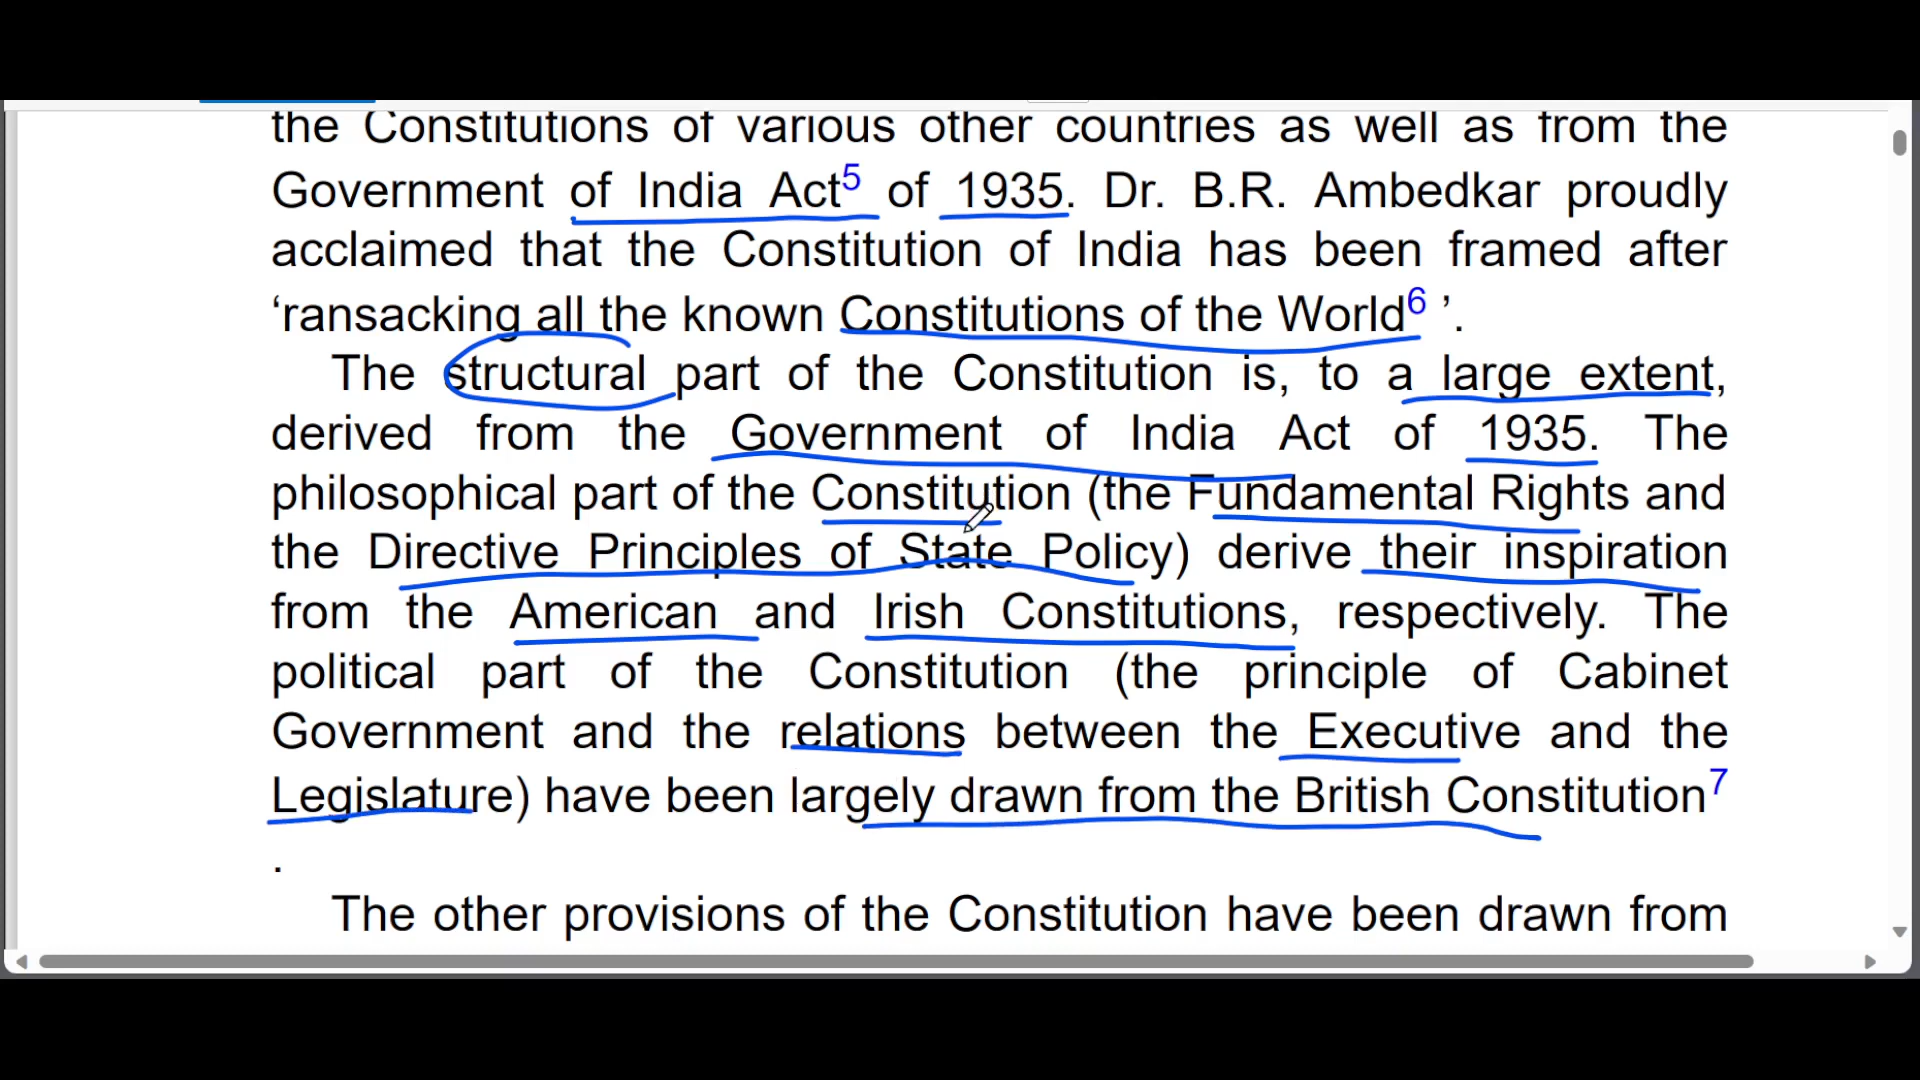 the Constitutions of various other countries as well as from the
Government of India Act5 of 1935. Dr. B.R. Ambedkar proudly
acclaimed that the Constitution of India has been framed after
‘ransacking all the known Constitutions of the World6 ’.
The structural part of the Constitution is, to a large extent,
derived from the Government of India Act of 1935. The
philosophical part of the Constitution (the Fundamental Rights and
the Directive Principles of State Policy) derive their inspiration
from the American and Irish Constitutions, respectively. The
political part of the Constitution (the principle of Cabinet
Government and the relations between the Executive and the
Legislature) have been largely drawn from the British Constitution7
.
The other provisions of the Constitution have been drawn from